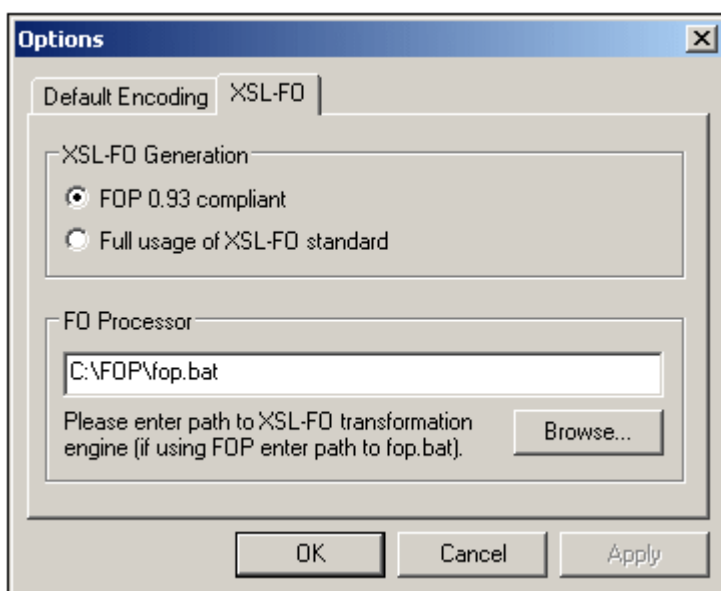 Options
Default Encoding XSL-FO
XSL-FO Generation
FOP 0.93 compliant
Full usage of XSL-FO standard
FO Processor
C:\FOP\fop.bat
Please enter path to XSL-FO transformation
engine (if using FOP enter path to fop.bat).
Browse...
OK Cancel Apply